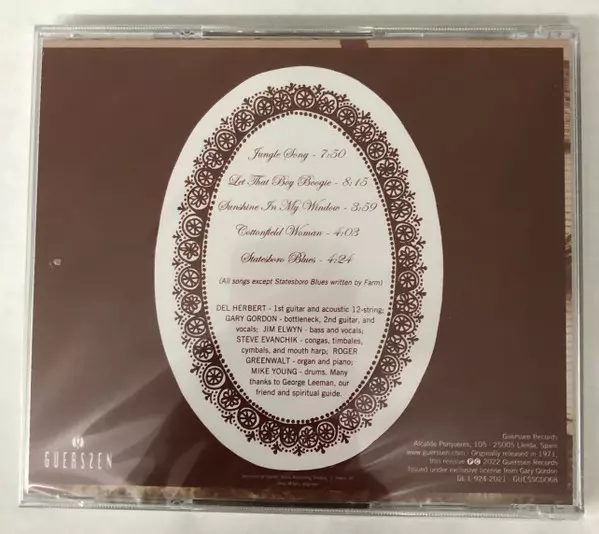 Jungle Song - 7:50
Let That Boy Boogie - 8:15
Sunshine In My Window - 3:59
Cottonfield Woman - 4:03
Statesboro Blues - 4:24
(All songs except Statesboro Blues written by Farm)
DEL HERBERT - 1st guitar and acoustic 12-string;
GARY GORDON - bottleneck, 2nd guitar, and
vocals; JIM ELWYN - bass and vocals;
STEVE EVANCHIK - congas, timbales,
cymbals, and mouth harp; ROGER
GREENWALT - organ and piano;
MIKE YOUNG - drums. Many
thanks to George Leeman, our
friend and spiritual guide.
GUERSSEN
Guerssen Records
Alcalde Porqueres, 105 - 25005 Lleida, Spain
www.guerssen.com - Originally released in 1971,
this reissue ℗© 2022 Guerssen Records
Issued under exclusive license from Gary Gordon
DL L 924-2021 - GUESSCD068